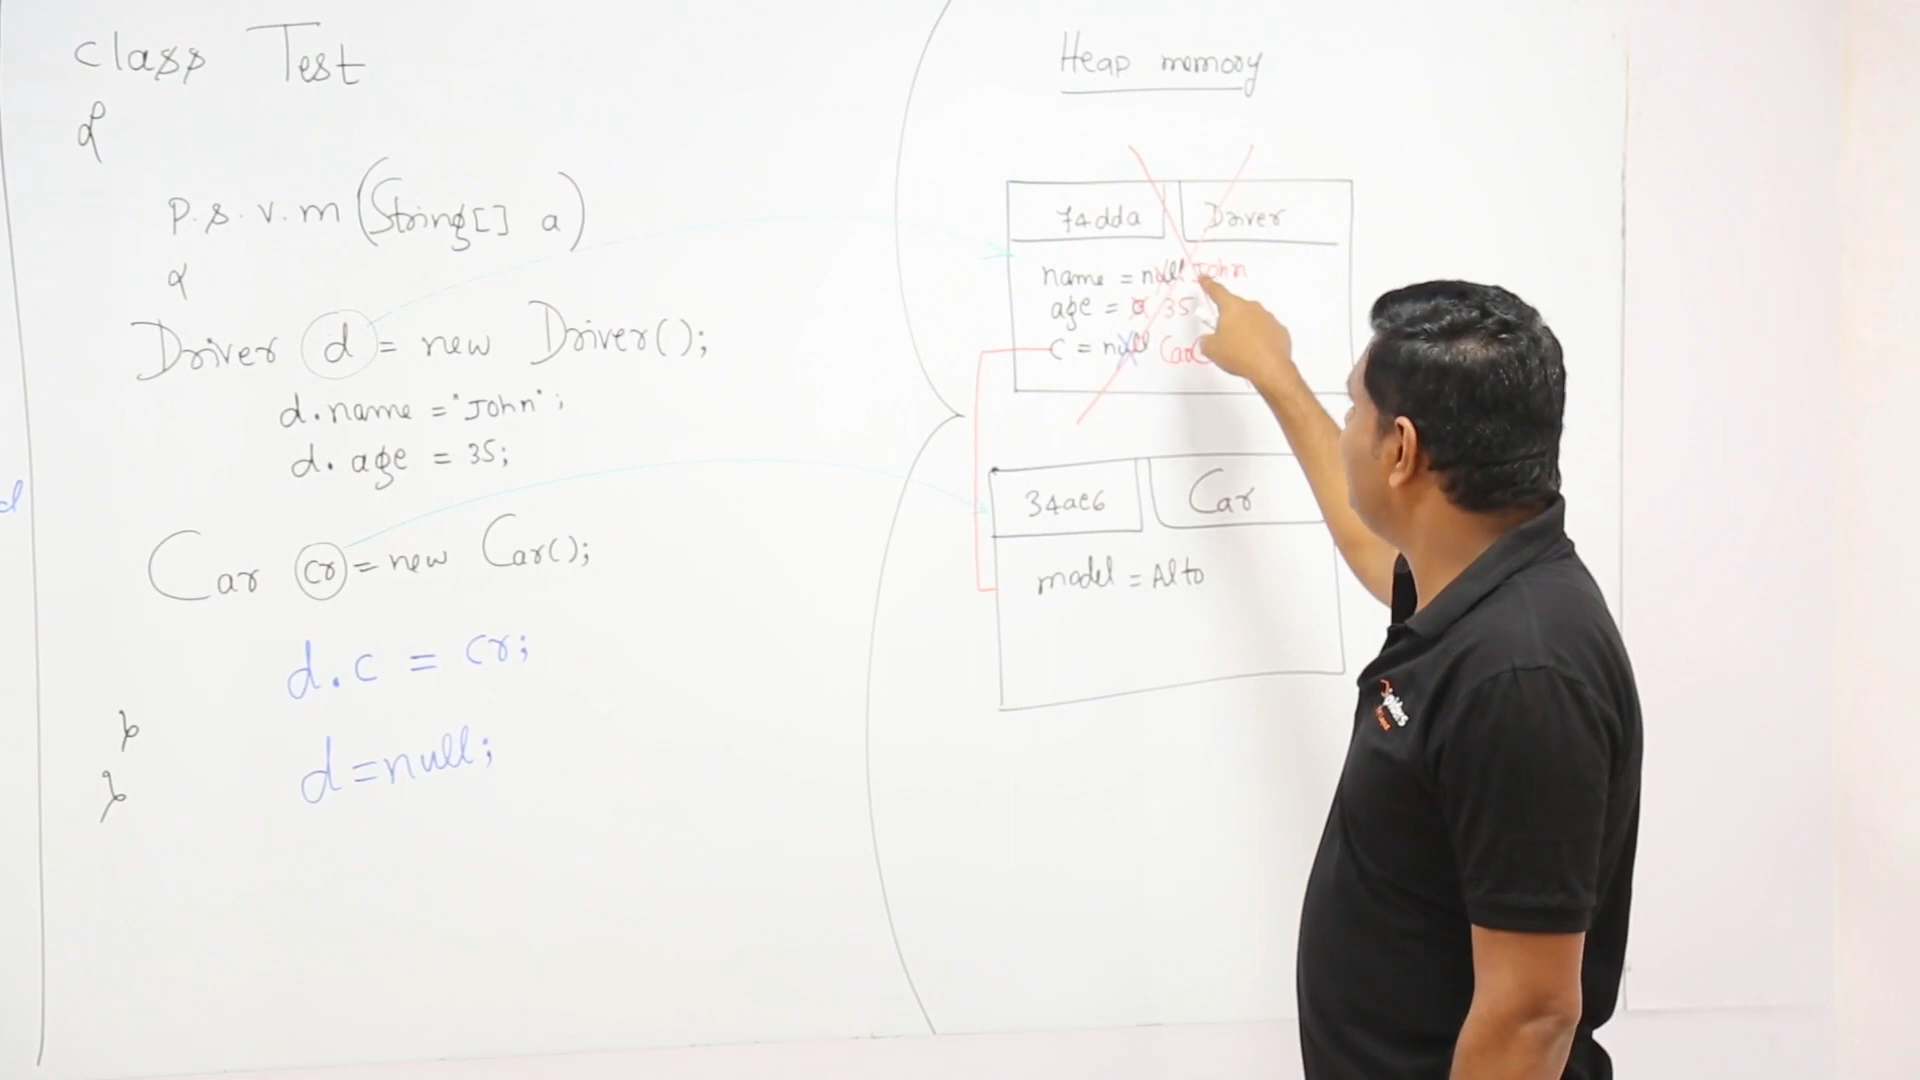 class Test
{
p.s.v.m (String[] a)
{
Driver d = new Driver();
d.name = "John";
d. age = 35;
Car cr = new Car();
d.c = cr;
d=null;
}
}
Heap memory
74dda Driver
name = null John
age = 0 35
c = null Car
34ae6 Car
model = Alto
d